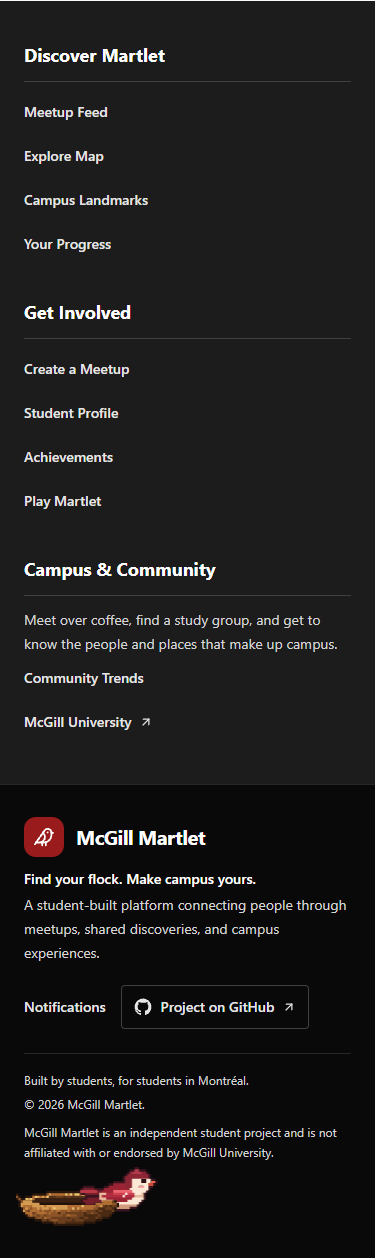 Discover Martlet
Meetup Feed
Explore Map
Campus Landmarks
Your Progress
Get Involved
Create a Meetup
Student Profile
Achievements
Play Martlet
Campus & Community
Meet over coffee, find a study group, and get to
know the people and places that make up campus.
Community Trends
McGill University ↗
McGill Martlet
Find your flock. Make campus yours.
A student-built platform connecting people through
meetups, shared discoveries, and campus
experiences.
Notifications
Project on GitHub ↗
Built by students, for students in Montréal.
© 2026 McGill Martlet.
McGill Martlet is an independent student project and is not
affiliated with or endorsed by McGill University.